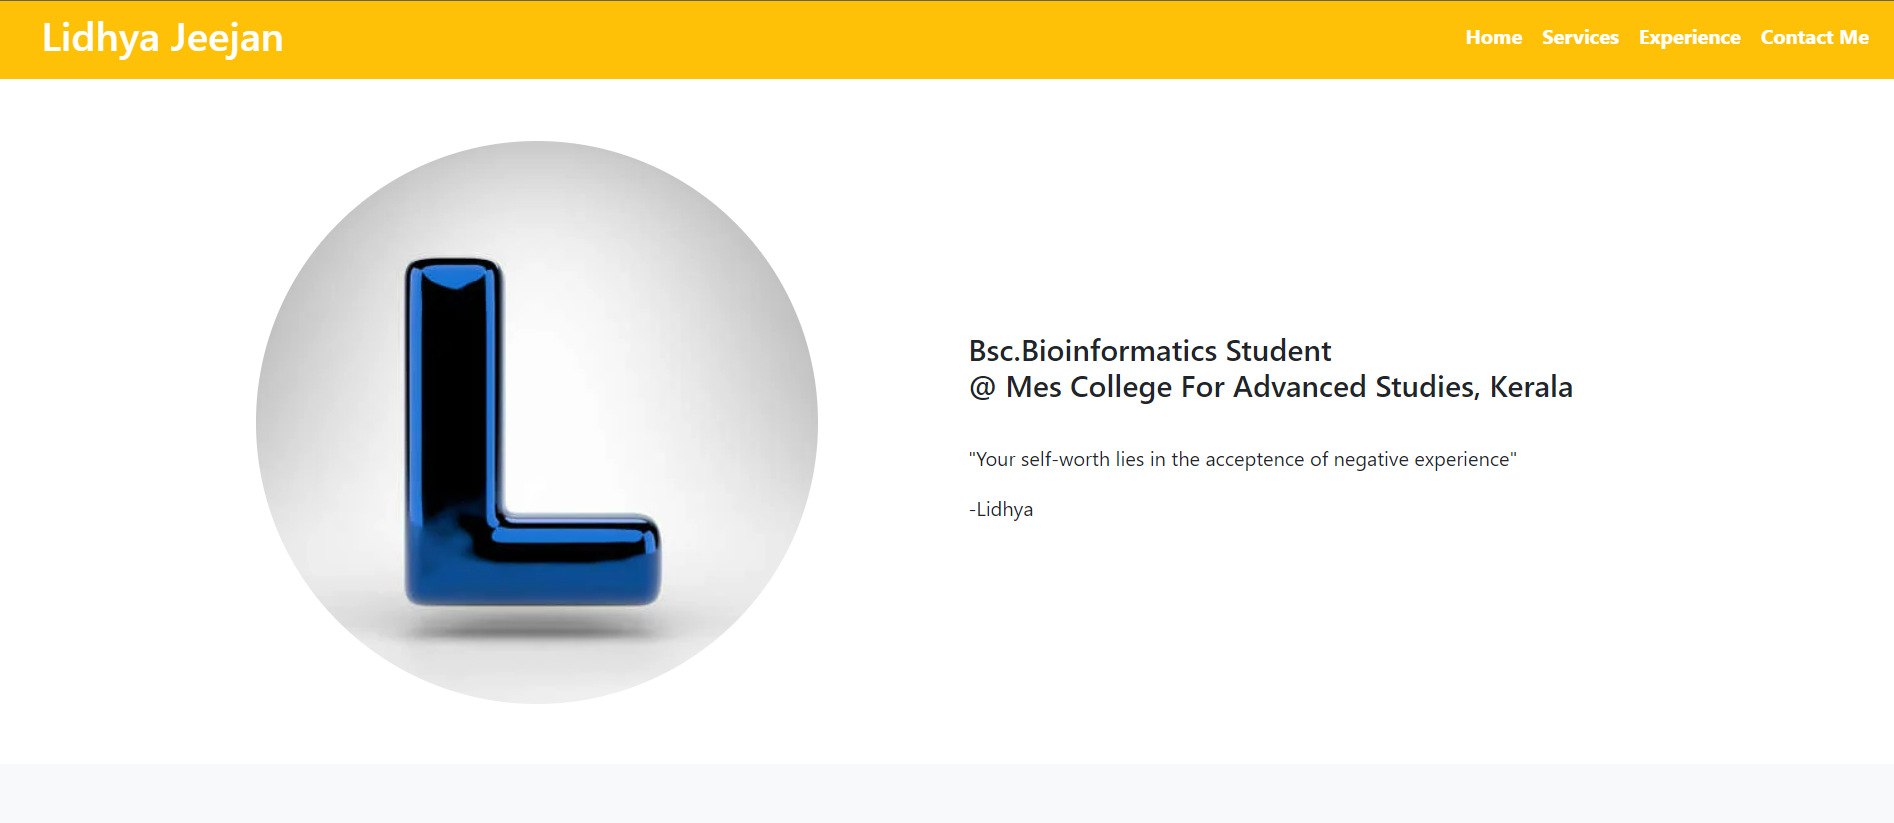 Lidhya Jeejan
Home Services Experience Contact Me
L
Bsc.Bioinformatics Student
@ Mes College For Advanced Studies, Kerala
"Your self-worth lies in the acceptence of negative experience"
-Lidhya